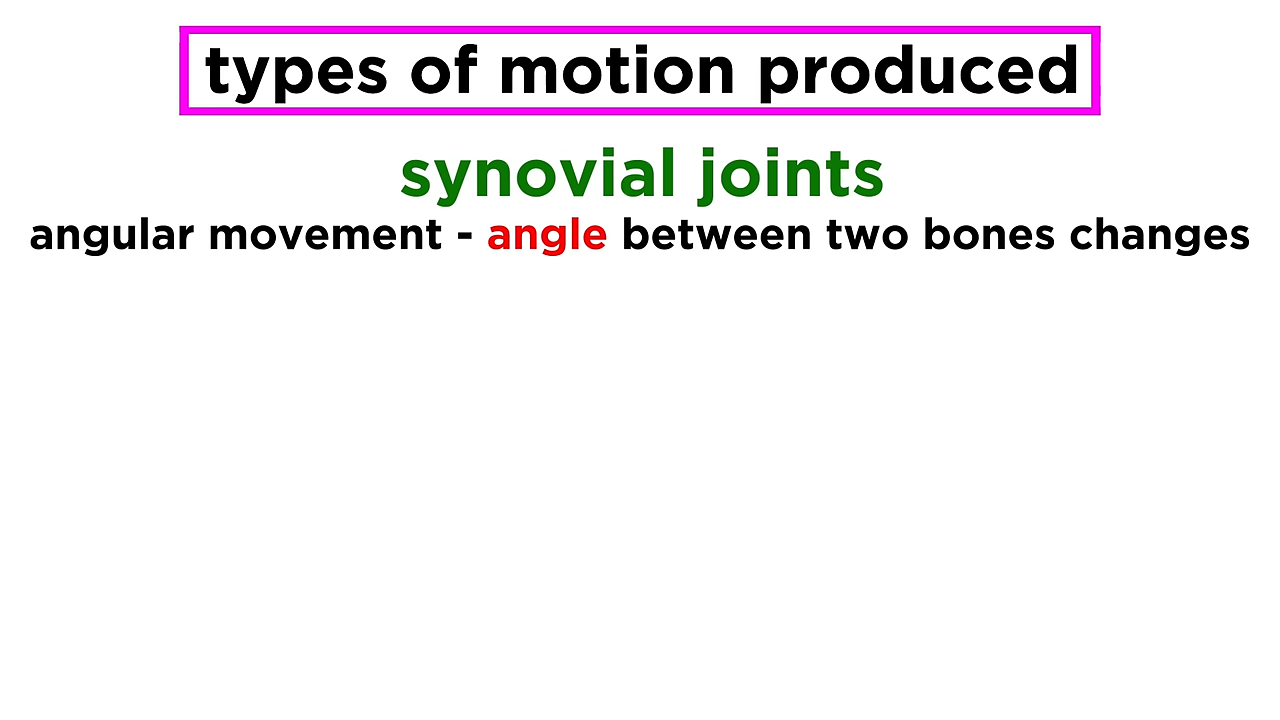 types of motion produced
synovial joints
angular movement - angle between two bones changes